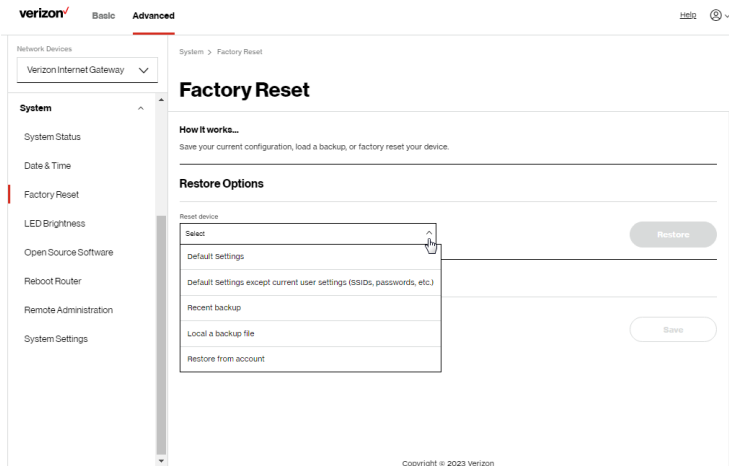 verizon
Basic Advanced Help
Network Devices
Verizon Internet Gateway
System
System Status
Date & Time
Factory Reset
LED Brightness
Open Source Software
Reboot Router
Remote Administration
System Settings
System > Factory Reset
Factory Reset
How it works...
Save your current configuration, load a backup, or factory reset your device.
Restore Options
Reset device
Select
Restore
Default Settings
Default Settings except current user settings (SSIDs, passwords, etc.)
Recent backup
Local a backup file
Restore from account
Save
Copyright © 2023 Verizon